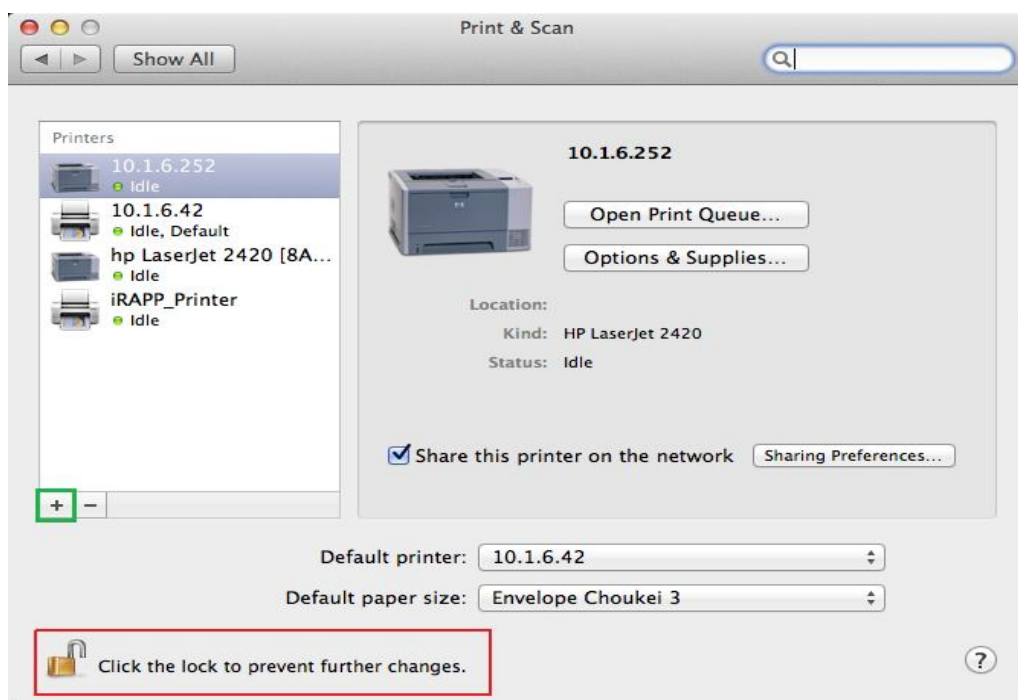 Print & Scan
Show All
Printers
10.1.6.252
Idle
10.1.6.42
Idle, Default
hp LaserJet 2420 [8A...
Idle
iRAPP_Printer
Idle
10.1.6.252
Open Print Queue...
Options & Supplies...
Location:
Kind: HP LaserJet 2420
Status: Idle
Share this printer on the network Sharing Preferences...
+ −
Default printer: 10.1.6.42
Default paper size: Envelope Choukei 3
Click the lock to prevent further changes.
?